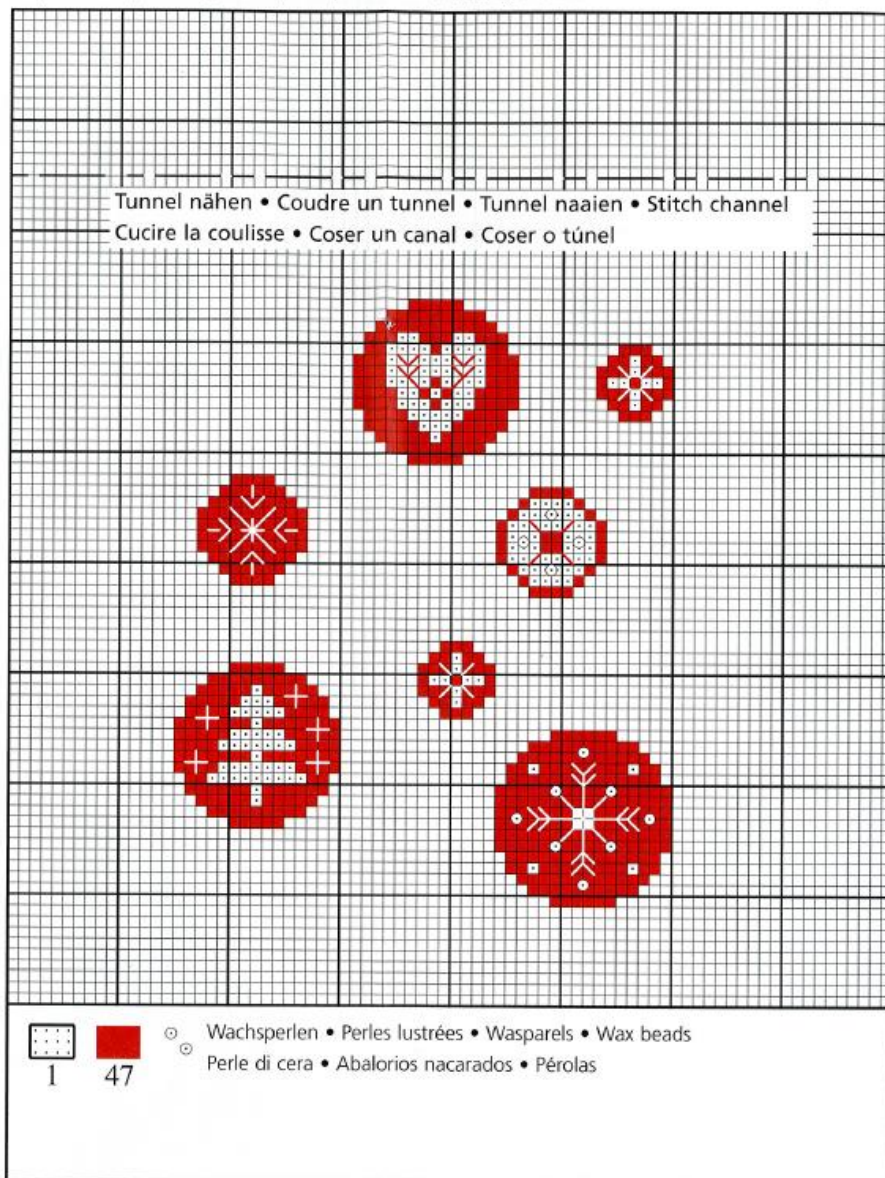 Tunnel nähen • Coudre un tunnel • Tunnel naaien • Stitch channel
Cucire la coulisse • Coser un canal • Coser o túnel
Wachsperlen • Perles lustrées • Wasparels • Wax beads
Perle di cera • Abalorios nacarados • Pérolas
1 47